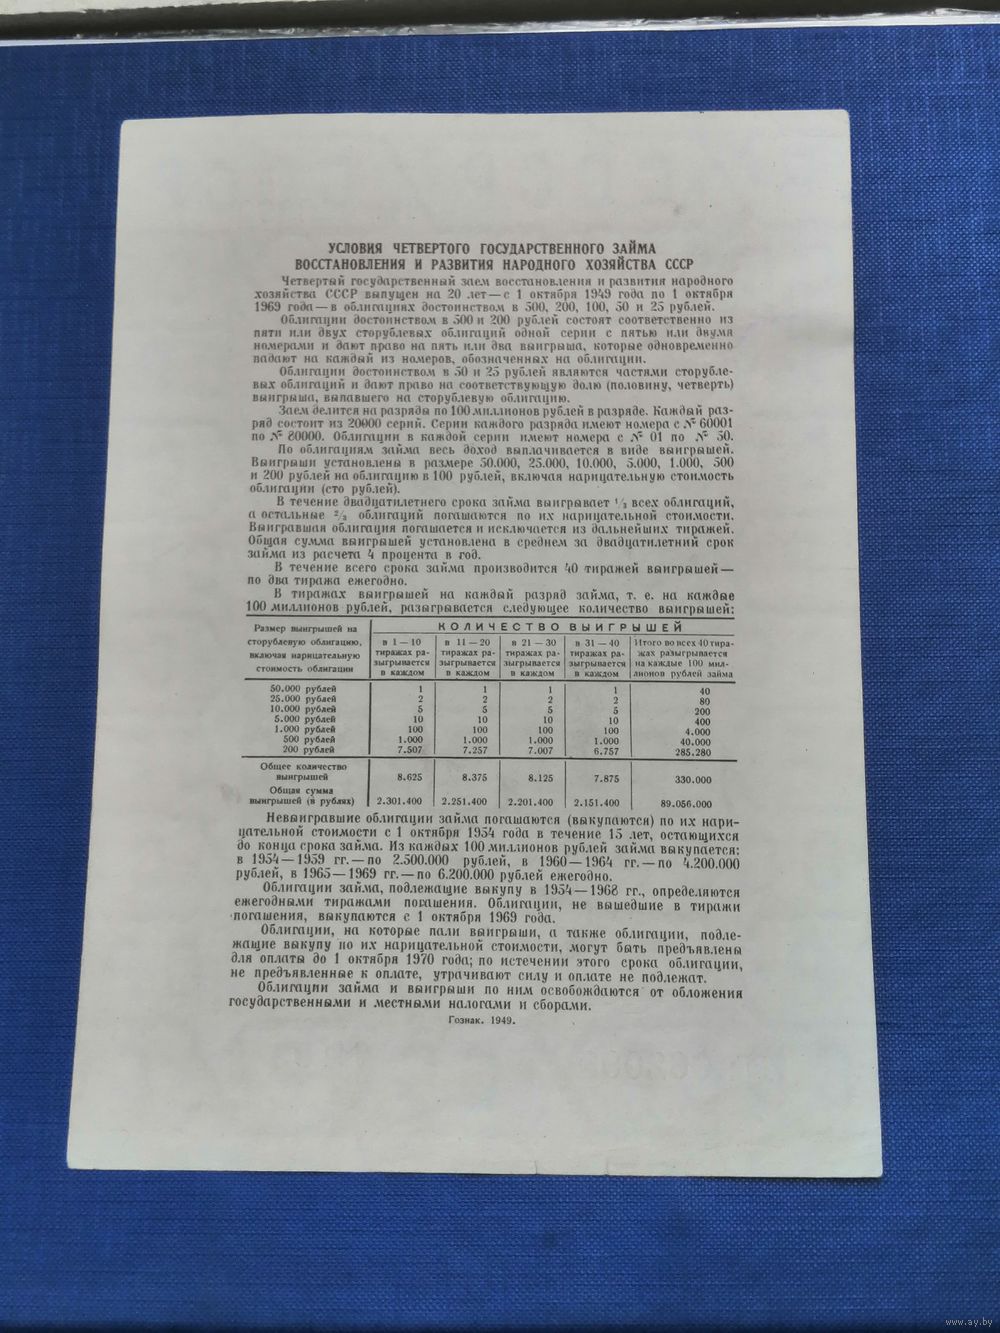 УСЛОВИЯ ЧЕТВЕРТОГО ГОСУДАРСТВЕННОГО ЗАЙМА
ВОССТАНОВЛЕНИЯ И РАЗВИТИЯ НАРОДНОГО ХОЗЯЙСТВА СССР
Четвертый государственный заем восстановления и развития народного
хозяйства СССР выпущен на 20 лет — с 1 октября 1949 года по 1 октября
1969 года — в облигациях достоинством в 500, 200, 100, 50 и 25 рублей.
Облигации достоинством в 500 и 200 рублей состоят соответственно из
пяти или двух сторублевых облигаций одной серии с пятью или двумя
номерами и дают право на пять или два выигрыша, которые одновременно
падают на каждый из номеров, обозначенных на облигации.
Облигации достоинством в 50 и 25 рублей являются частями сторубле-
вых облигаций и дают право на соответствующую долю (половину, четверть)
выигрыша, выпавшего на сторублевую облигацию.
Заем делится на разряды по 100 миллионов рублей в разряде. Каждый раз-
ряд состоит из 20000 серий. Серии каждого разряда имеют номера с № 60001
по № 80000. Облигации в каждой серии имеют номера с № 01 по № 50.
По облигациям займа весь доход выплачивается в виде выигрышей.
Выигрыши установлены в размере 50.000, 25.000, 10.000, 5.000, 1.000, 500
и 200 рублей на облигацию в 100 рублей, включая нарицательную стоимость
облигации (сто рублей).
В течение двадцатилетнего срока займа выигрывает 1/3 всех облигаций,
а остальные 2/3 облигаций погашаются по их нарицательной стоимости.
Выигравшая облигация погашается и исключается из дальнейших тиражей.
Общая сумма выигрышей установлена в среднем за двадцатилетний срок
займа из расчета 4 процента в год.
В течение всего срока займа производится 40 тиражей выигрышей —
по два тиража ежегодно.
В тиражах выигрышей на каждый разряд займа, т. е. на каждые
100 миллионов рублей, разыгрывается следующее количество выигрышей:
Размер выигрышей на
сторублевую облигацию,
включая нарицательную
стоимость облигации
КОЛИЧЕСТВО ВЫИГРЫШЕЙ
в 1 — 10
тиражах ра-
зыгрывается
в каждом
в 11 — 20
тиражах ра-
зыгрывается
в каждом
в 21 — 30
тиражах ра-
зыгрывается
в каждом
в 31 — 40
тиражах ра-
зыгрывается
в каждом
Итого во всех 40 тира-
жах разыгрывается
на каждые 100 мил-
лионов рублей займа
50.000 рублей 1 1 1 1 40
25.000 рублей 2 2 2 2 80
10.000 рублей 5 5 5 5 200
5.000 рублей 10 10 10 10 400
1.000 рублей 100 100 100 100 4.000
500 рублей 1.000 1.000 1.000 1.000 40.000
200 рублей 7.507 7.257 7.007 6.757 285.280
Общее количество
выигрышей 8.625 8.375 8.125 7.875 330.000
Общая сумма
выигрышей (в рублях) 2.301.400 2.251.400 2.201.400 2.151.400 89.056.000
Невыигравшие облигации займа погашаются (выкупаются) по их нари-
цательной стоимости с 1 октября 1954 года в течение 15 лет, остающихся
до конца срока займа. Из каждых 100 миллионов рублей займа выкупается:
в 1954 — 1959 гг. — по 2.500.000 рублей, в 1960 — 1964 гг. — по 4.200.000
рублей, в 1965 — 1969 гг. — по 6.200.000 рублей ежегодно.
Облигации займа, подлежащие выкупу в 1954 — 1968 гг., определяются
ежегодными тиражами погашения. Облигации, не вышедшие в тиражи
погашения, выкупаются с 1 октября 1969 года.
Облигации, на которые пали выигрыши, а также облигации, подле-
жащие выкупу по их нарицательной стоимости, могут быть предъявлены
для оплаты до 1 октября 1970 года; по истечении этого срока облигации,
не предъявленные к оплате, утрачивают силу и оплате не подлежат.
Облигации займа и выигрыши по ним освобождаются от обложения
государственными и местными налогами и сборами.
Гознак. 1949.
www.ay.by